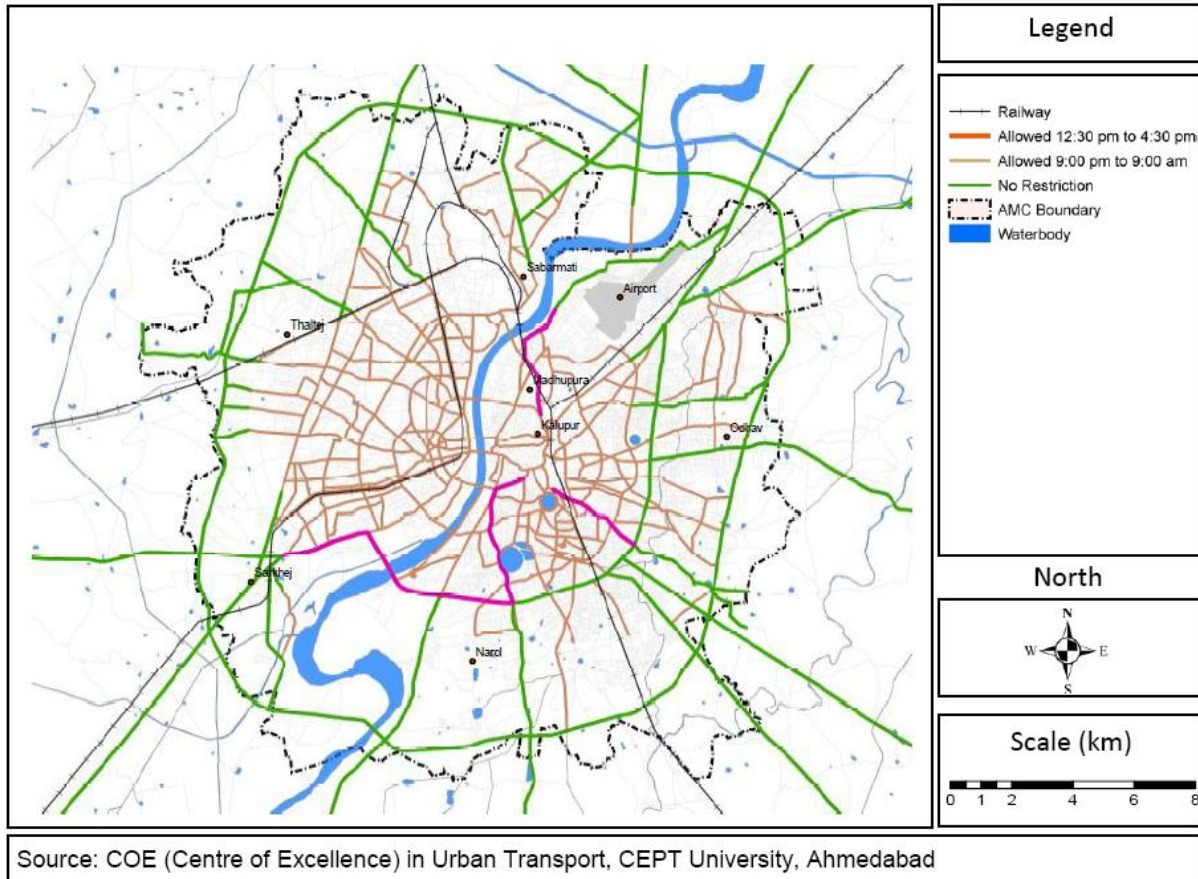 Legend
Railway
Allowed 12:30 pm to 4:30 pm
Allowed 9:00 pm to 9:00 am
No Restriction
AMC Boundary
Waterbody
Sabarmati
Airport
Thaltej
Madhupura
Kalupur
Odhav
Sarkhej
Narol
North
N
W E
S
Scale (km)
0 1 2 4 6 8
Source: COE (Centre of Excellence) in Urban Transport, CEPT University, Ahmedabad